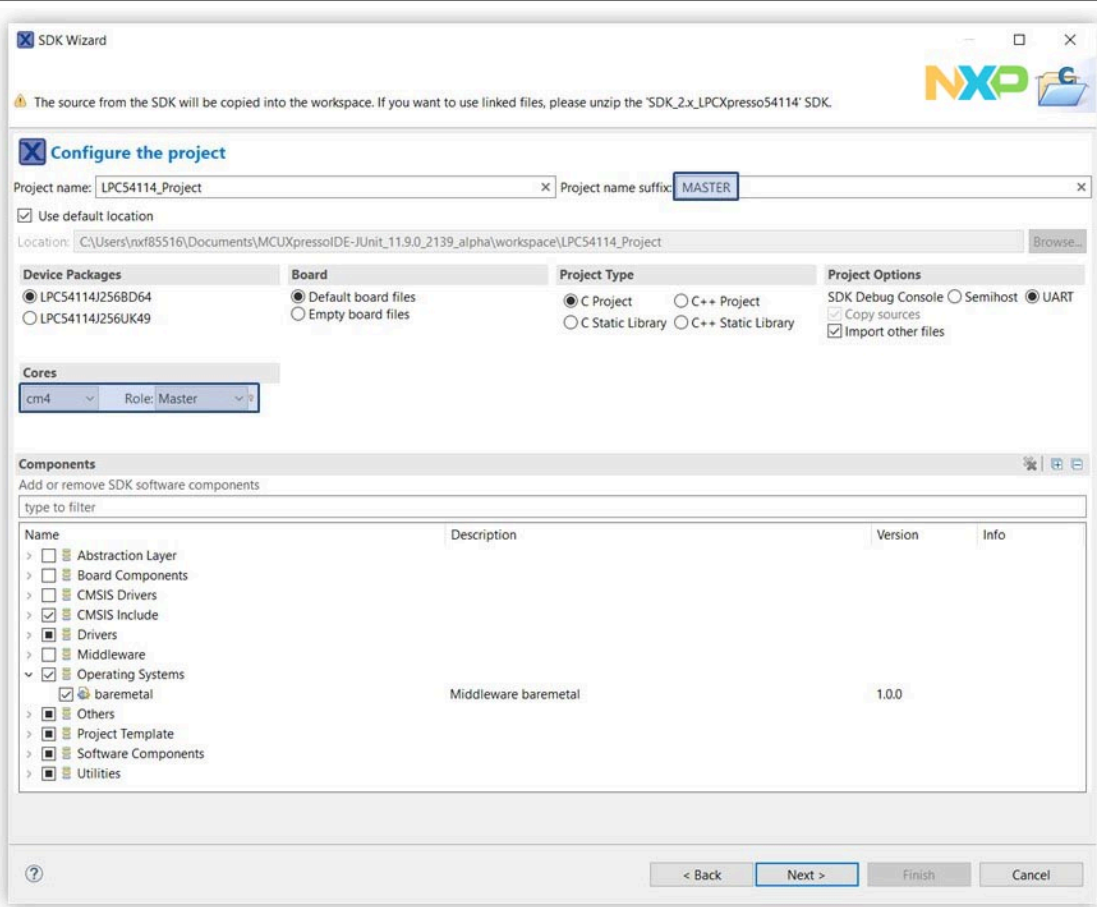 SDK Wizard
NXP
The source from the SDK will be copied into the workspace. If you want to use linked files, please unzip the 'SDK_2.x_LPCXpresso54114' SDK.
Configure the project
Project name: LPC54114_Project Project name suffix: MASTER
Use default location
Location: C:\Users\nxf85516\Documents\MCUXpressoIDE-JUnit_11.9.0_2139_alpha\workspace\LPC54114_Project Browse...
Device Packages Board Project Type Project Options
LPC54114J256BD64 Default board files C Project C++ Project SDK Debug Console Semihost UART
LPC54114J256UK49 Empty board files C Static Library C++ Static Library Copy sources
Import other files
Cores
cm4 Role: Master
Components
Add or remove SDK software components
type to filter
Name Description Version Info
Abstraction Layer
Board Components
CMSIS Drivers
CMSIS Include
Drivers
Middleware
Operating Systems
baremetal Middleware baremetal 1.0.0
Others
Project Template
Software Components
Utilities
? < Back Next > Finish Cancel